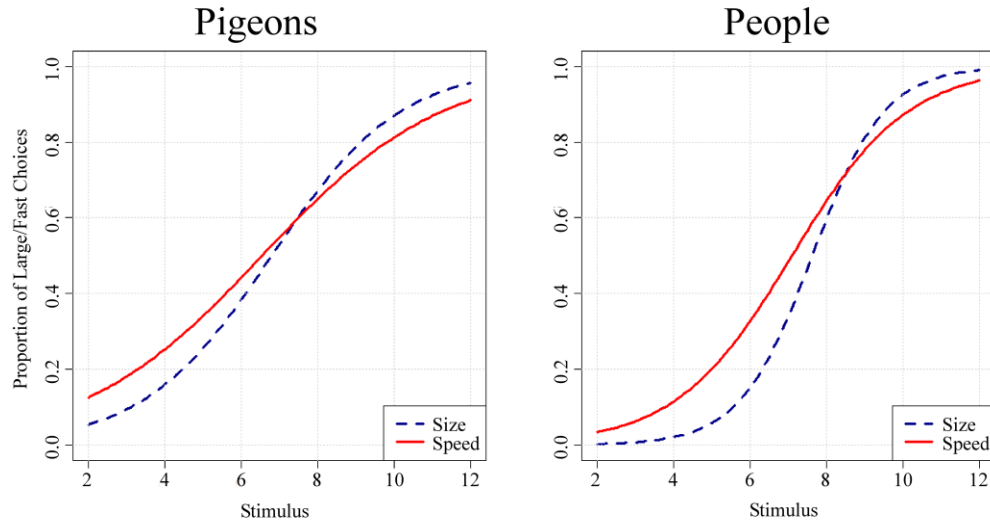 Pigeons
People
Proportion of Large/Fast Choices
1.0
0.8
0.6
0.4
0.2
0.0
2 4 6 8 10 12
Stimulus
Size
Speed
1.0
0.8
0.6
0.4
0.2
0.0
2 4 6 8 10 12
Stimulus
Size
Speed